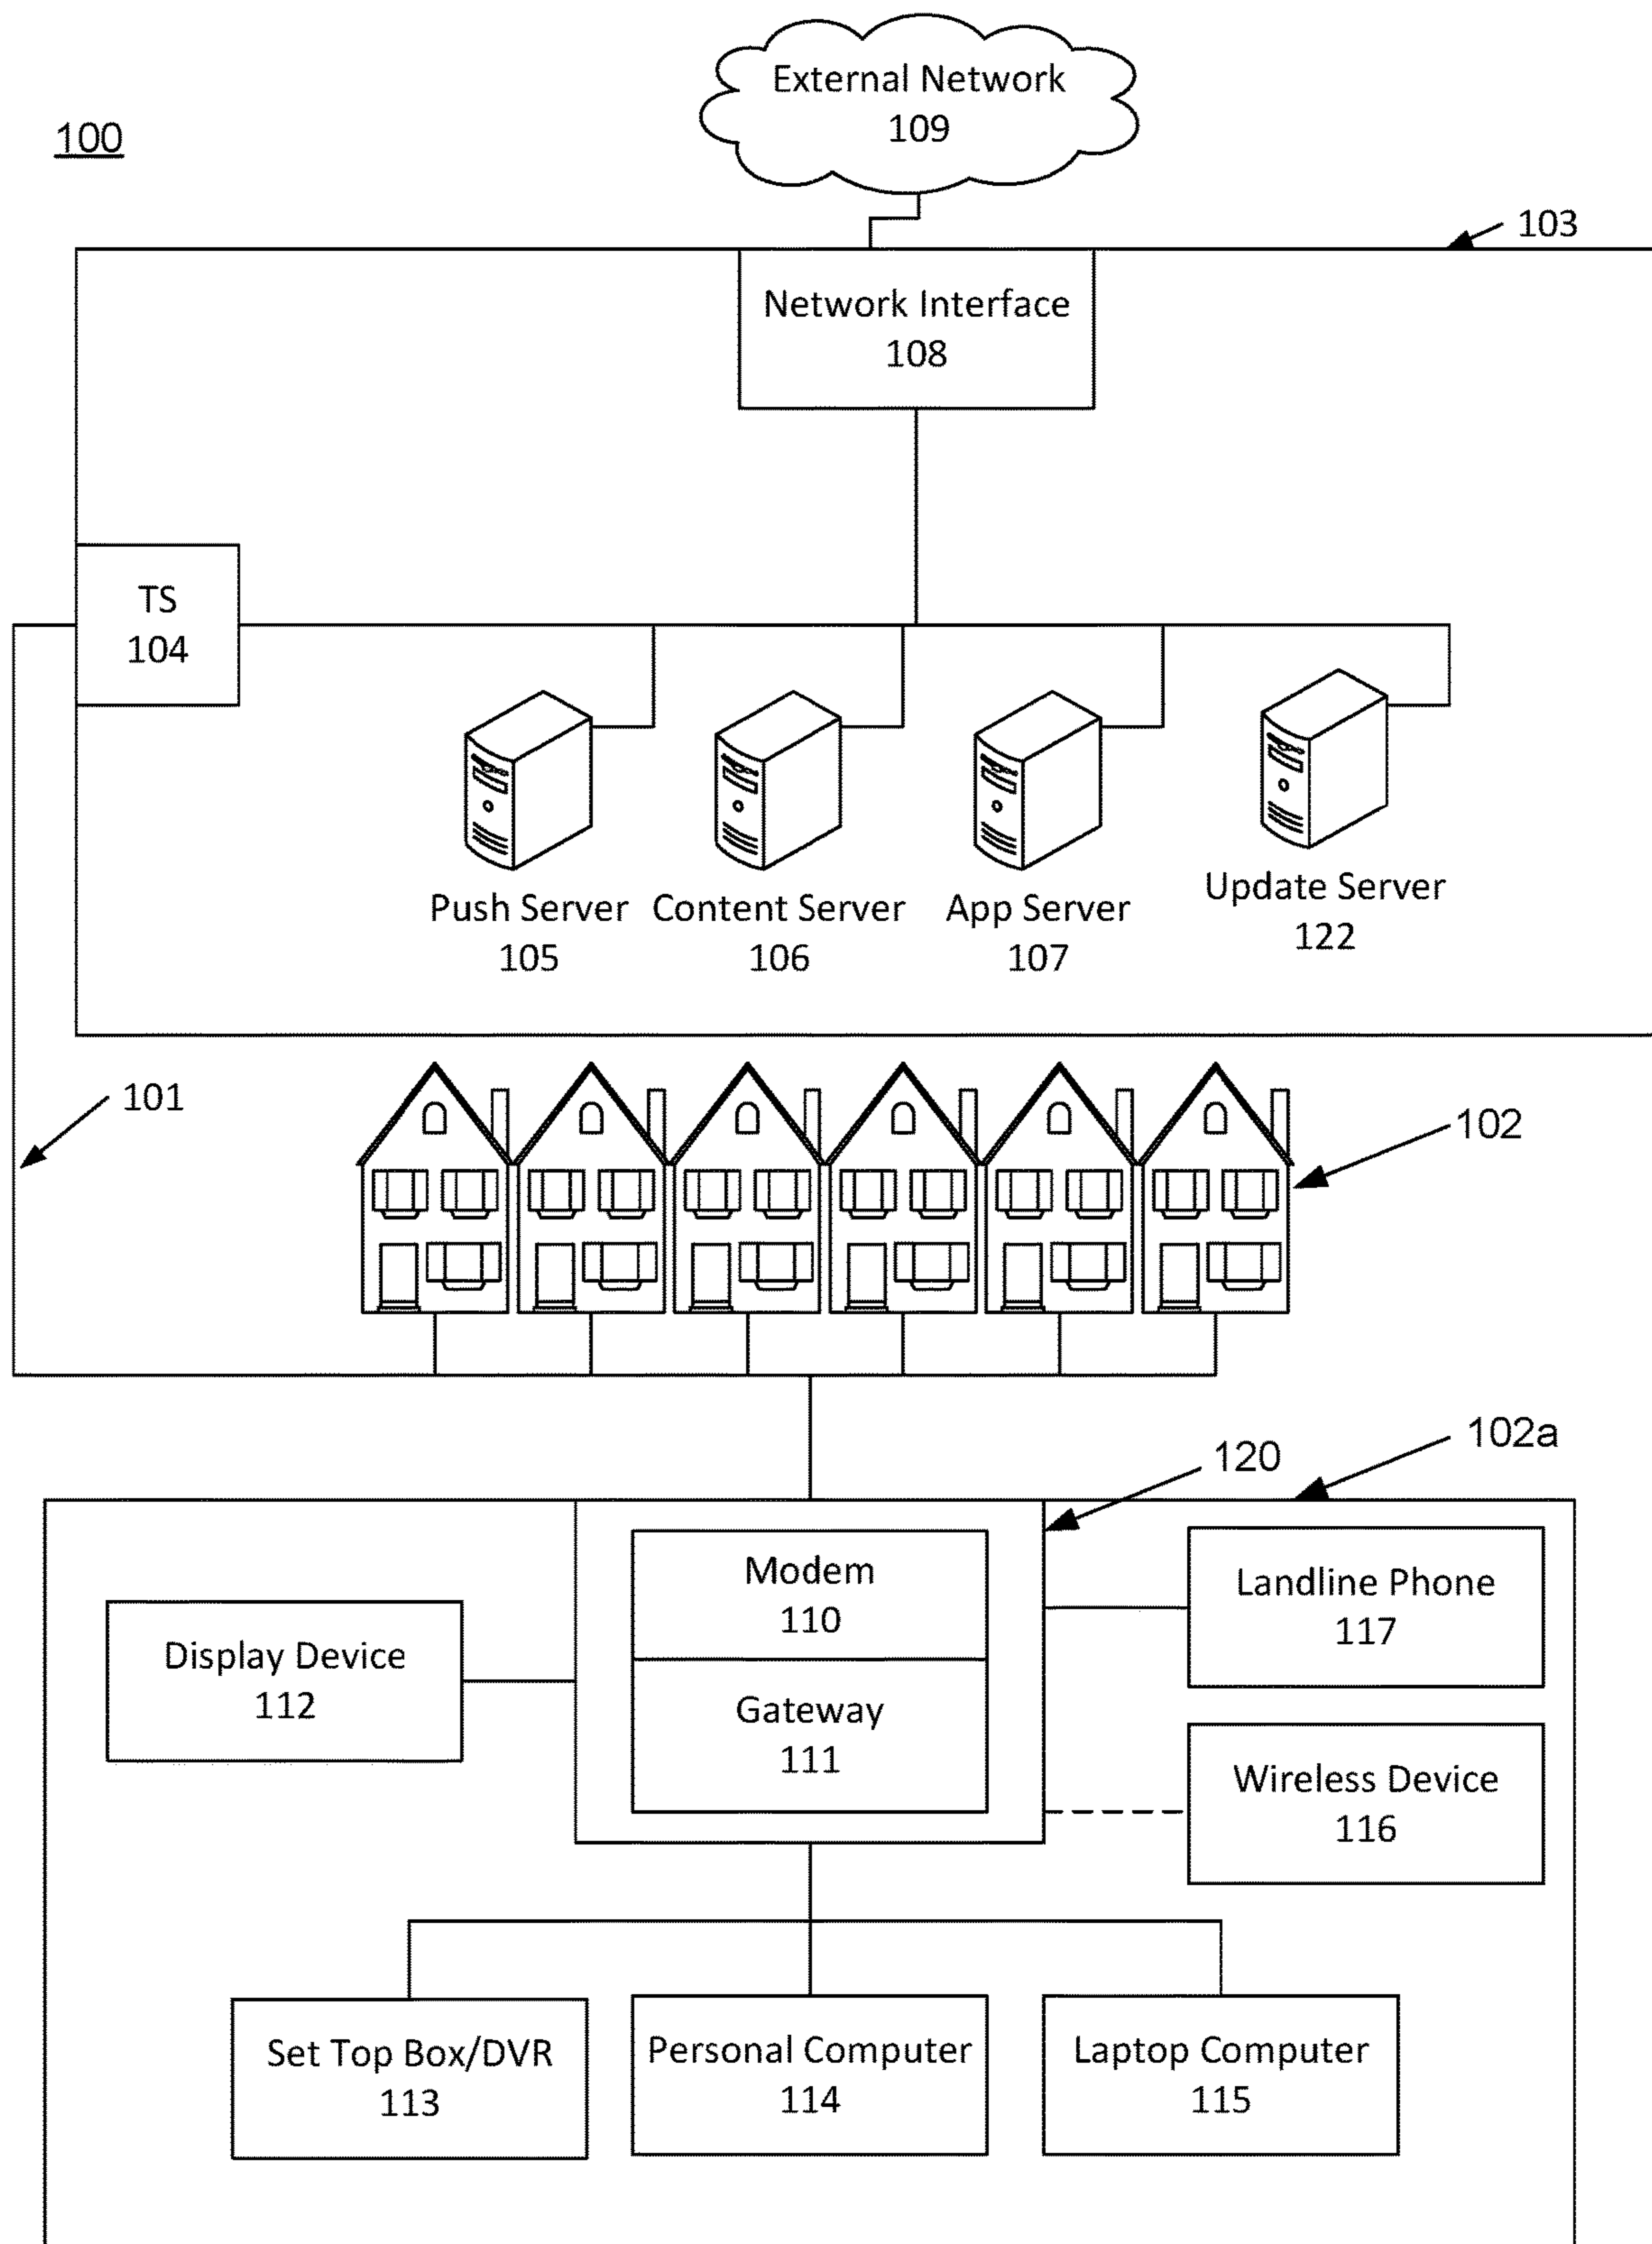 External Network
109
100
103
Network Interface
108
TS
104
Push Server
105
Content Server
106
App Server
107
Update Server
122
101
102
102a
120
Modem
110
Landline Phone
117
Display Device
112
Gateway
111
Wireless Device
116
Set Top Box/DVR
113
Personal Computer
114
Laptop Computer
115